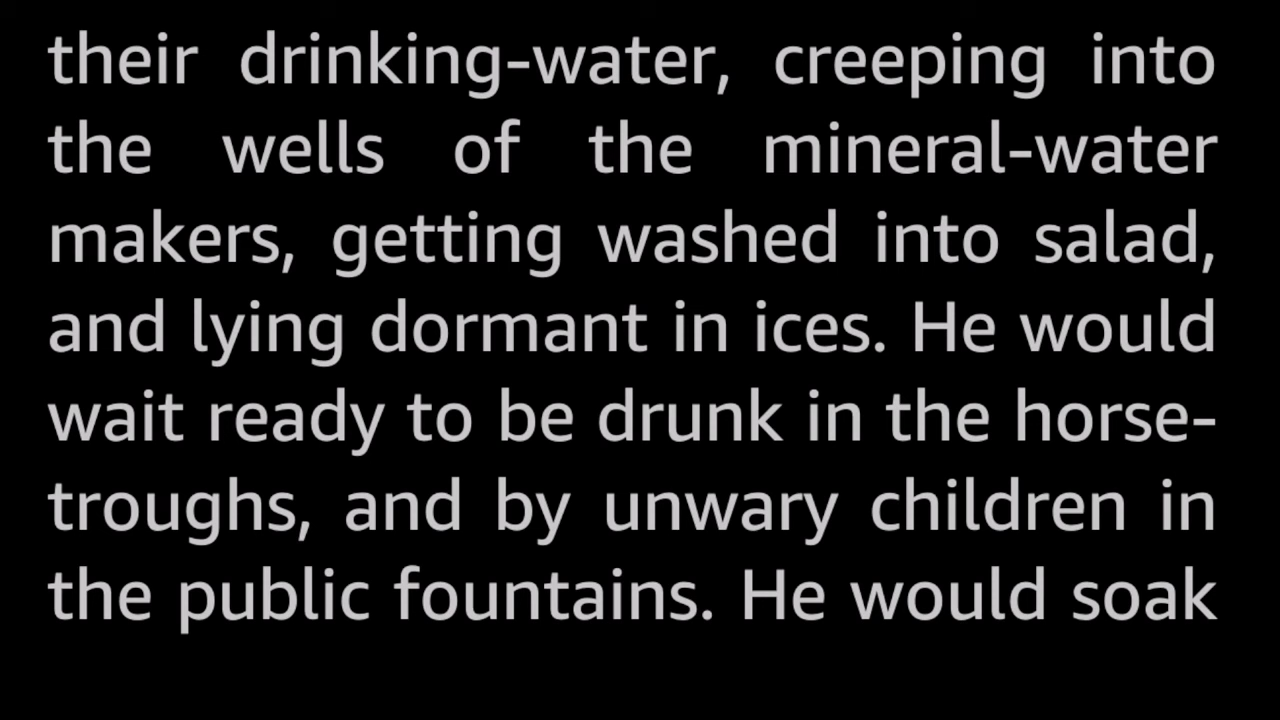 their drinking-water, creeping into
the wells of the mineral-water
makers, getting washed into salad,
and lying dormant in ices. He would
wait ready to be drunk in the horse-
troughs, and by unwary children in
the public fountains. He would soak